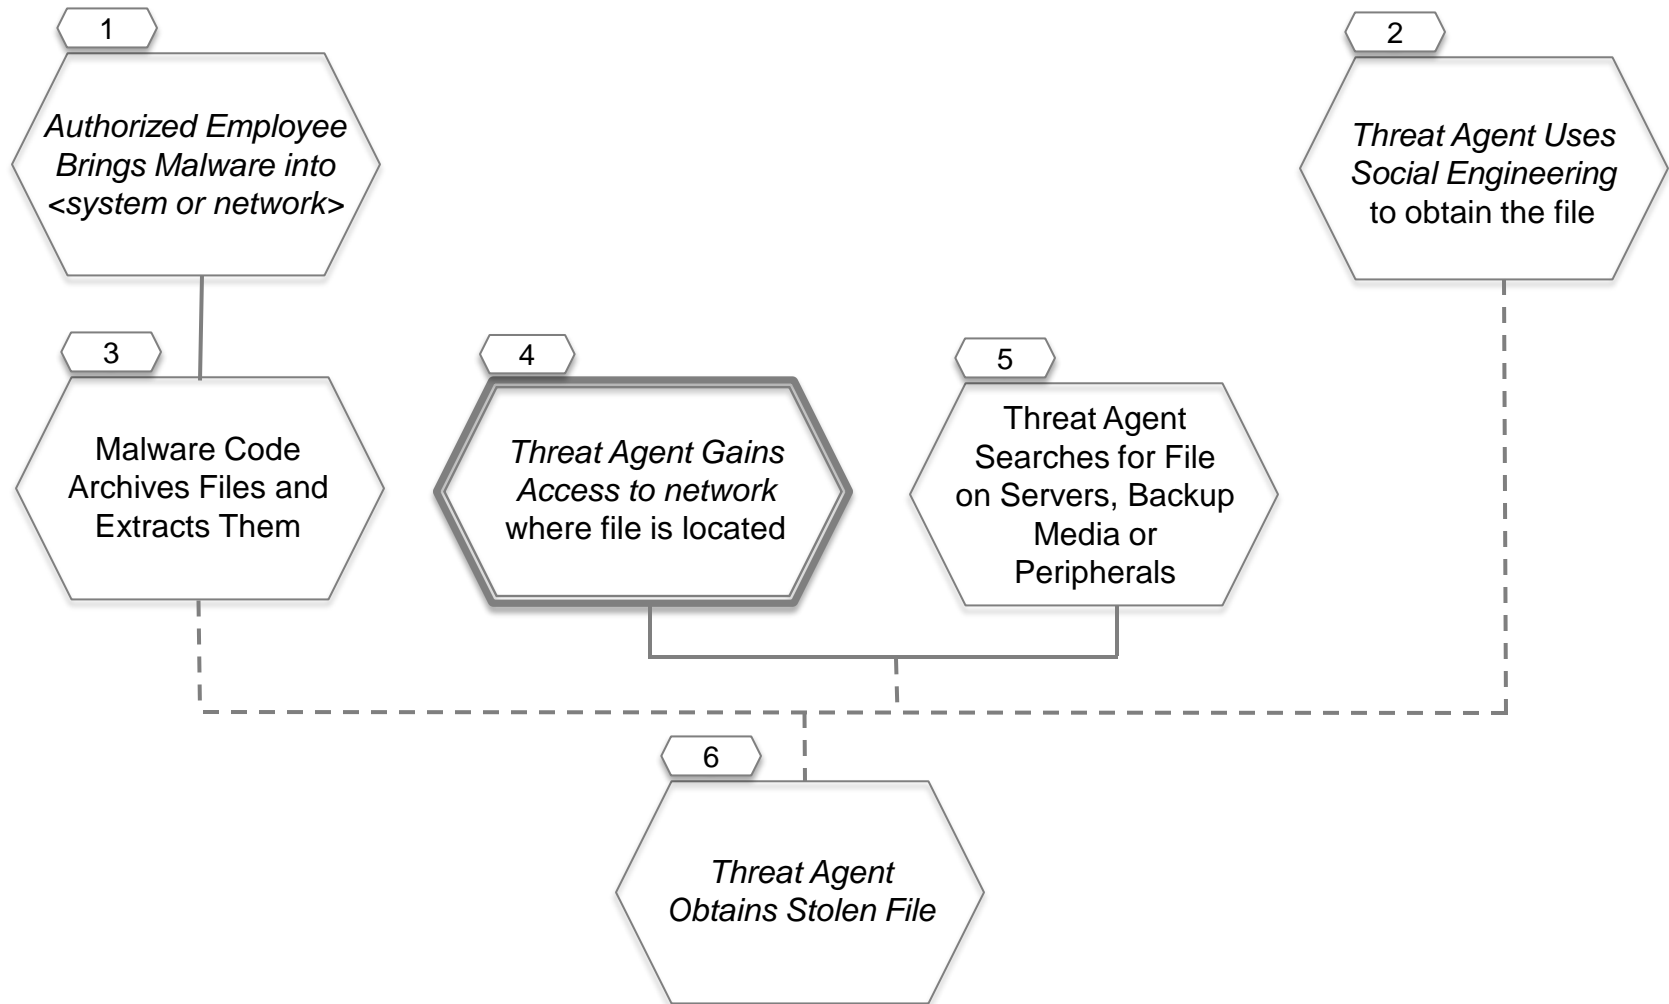 1
Authorized Employee
Brings Malware into
<system or network>
2
Threat Agent Uses
Social Engineering
to obtain the file
3
Malware Code
Archives Files and
Extracts Them
4
Threat Agent Gains
Access to network
where file is located
5
Threat Agent
Searches for File
on Servers, Backup
Media or
Peripherals
6
Threat Agent
Obtains Stolen File